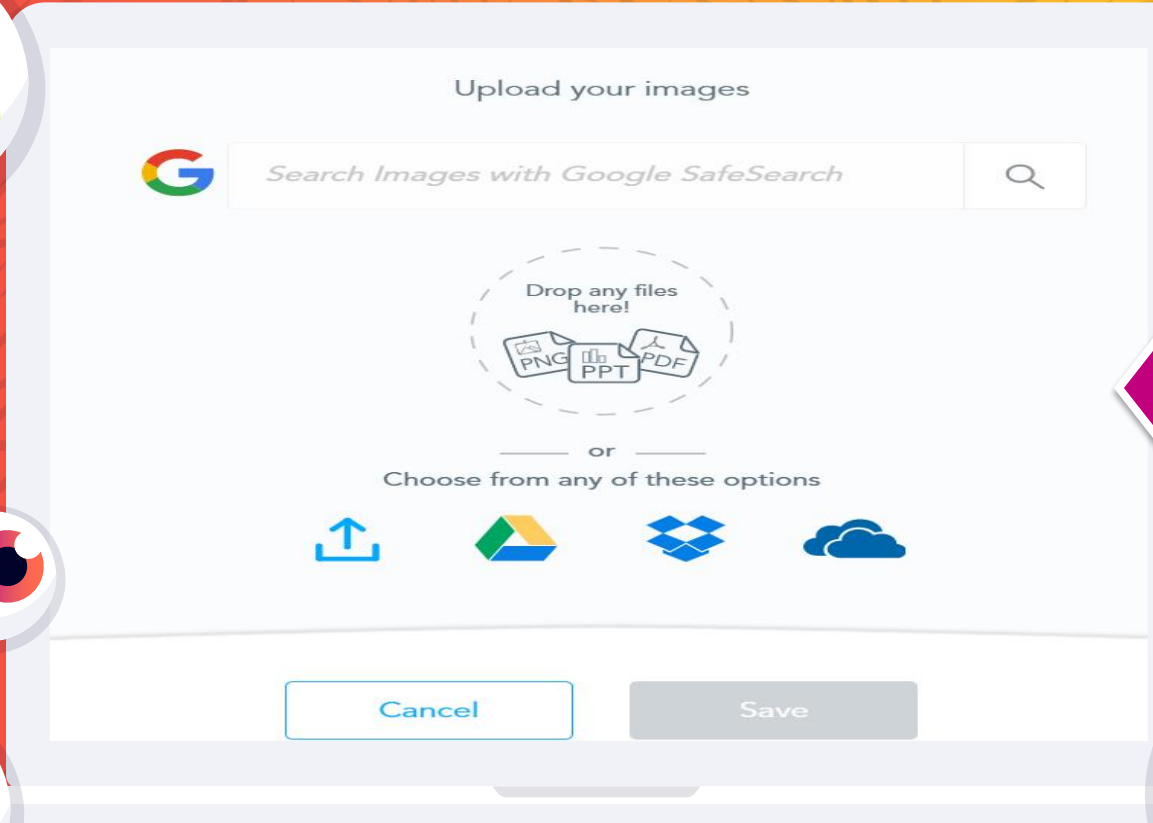 Upload your images
Search Images with Google SafeSearch
Drop any files
here!
PNG
PPT
PDF
or
Choose from any of these options
Cancel
Save